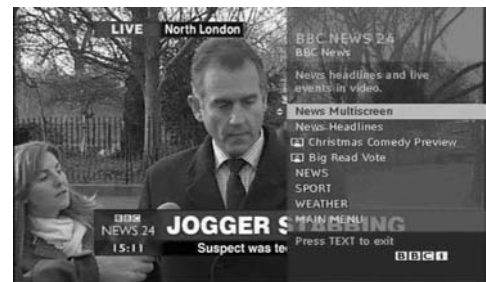 LIVE North London
BBC NEWS 24
BBC News
News headlines and live
events in video.
News Multiscreen
News Headlines
Christmas Comedy Preview
Big Read Vote
NEWS
SPORT
WEATHER
MAIN MENU
Press TEXT to exit
BBCi
BBC
NEWS 24
15:11
JOGGER STABBING
Suspect was